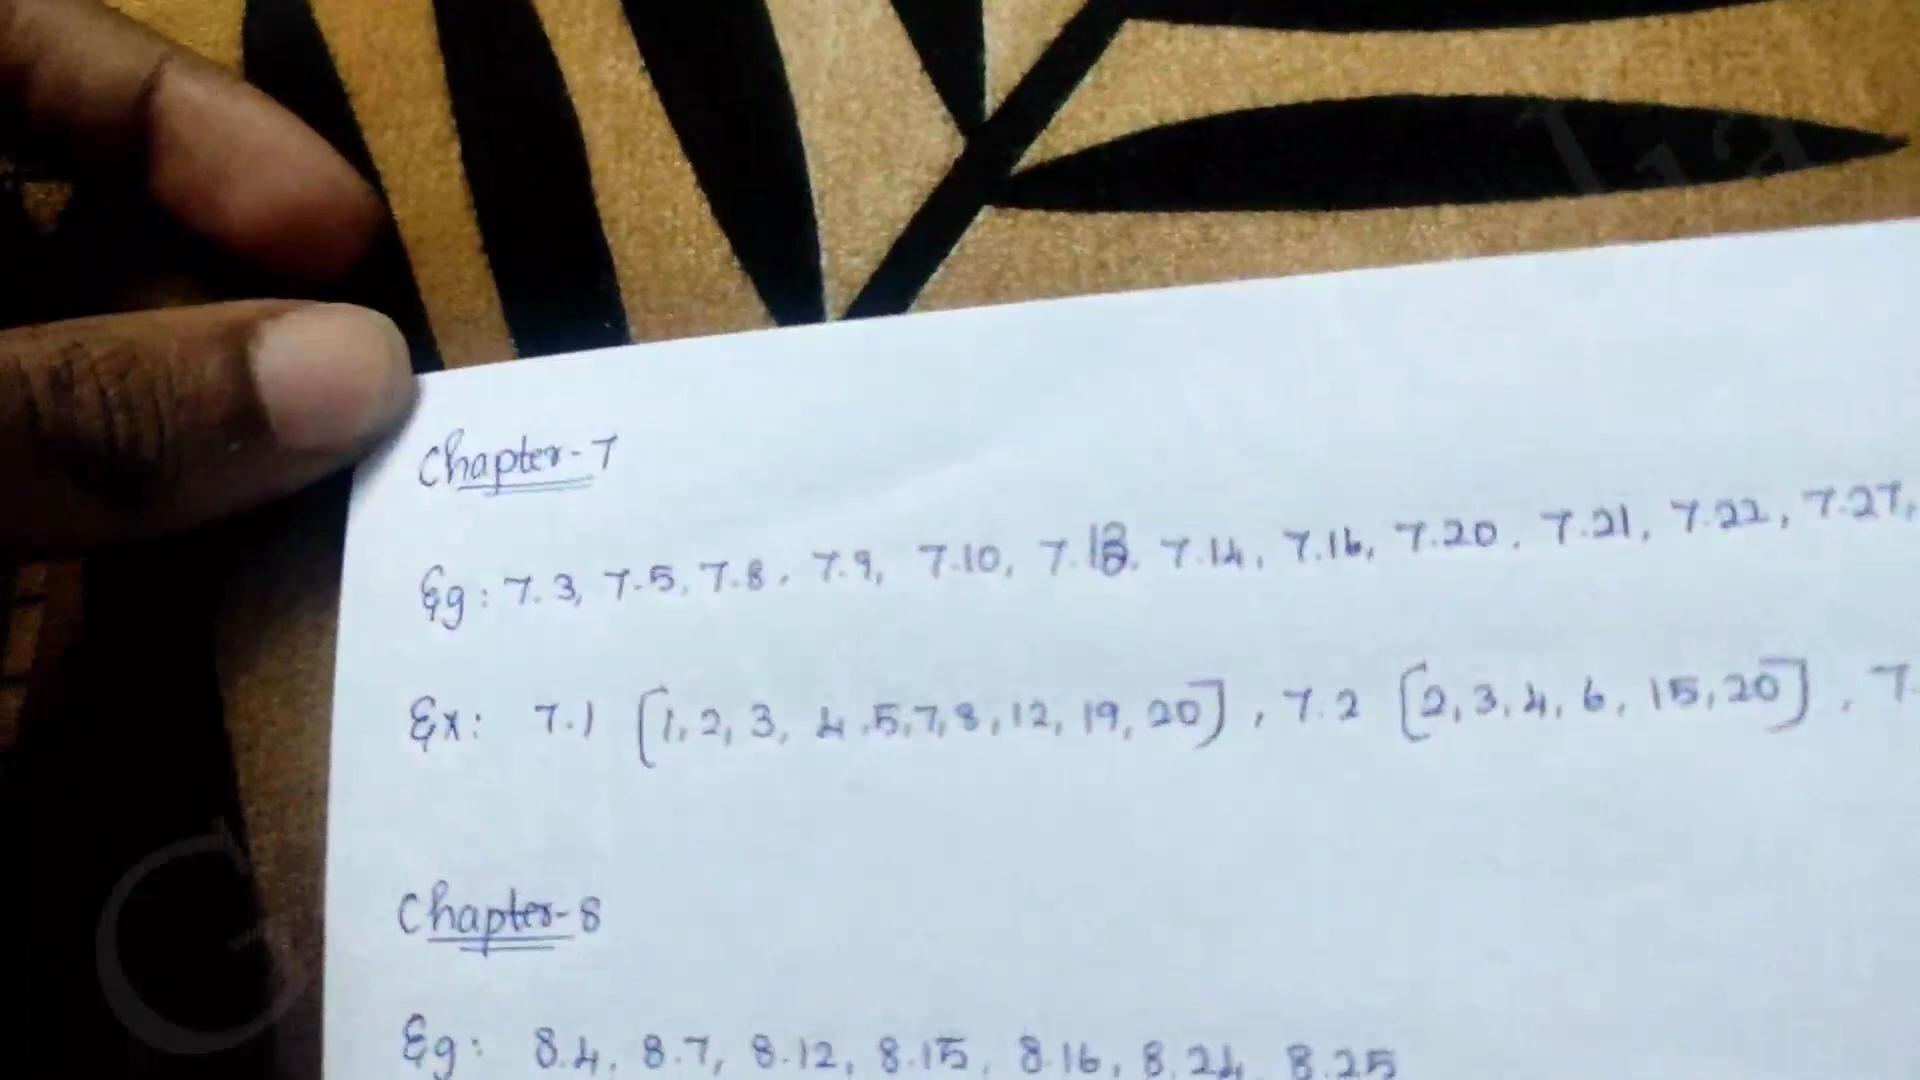 Chapter-7
Eg: 7.3, 7.5, 7.8, 7.9, 7.10, 7.13, 7.14, 7.16, 7.20, 7.21, 7.22, 7.27,
Ex: 7.1 [1, 2, 3, 4, 5, 7, 8, 12, 19, 20], 7.2 [2, 3, 4, 6, 15, 20], 7.
Chapter-8
Eg: 8.4, 8.7, 8.12, 8.15, 8.16, 8.24, 8.25